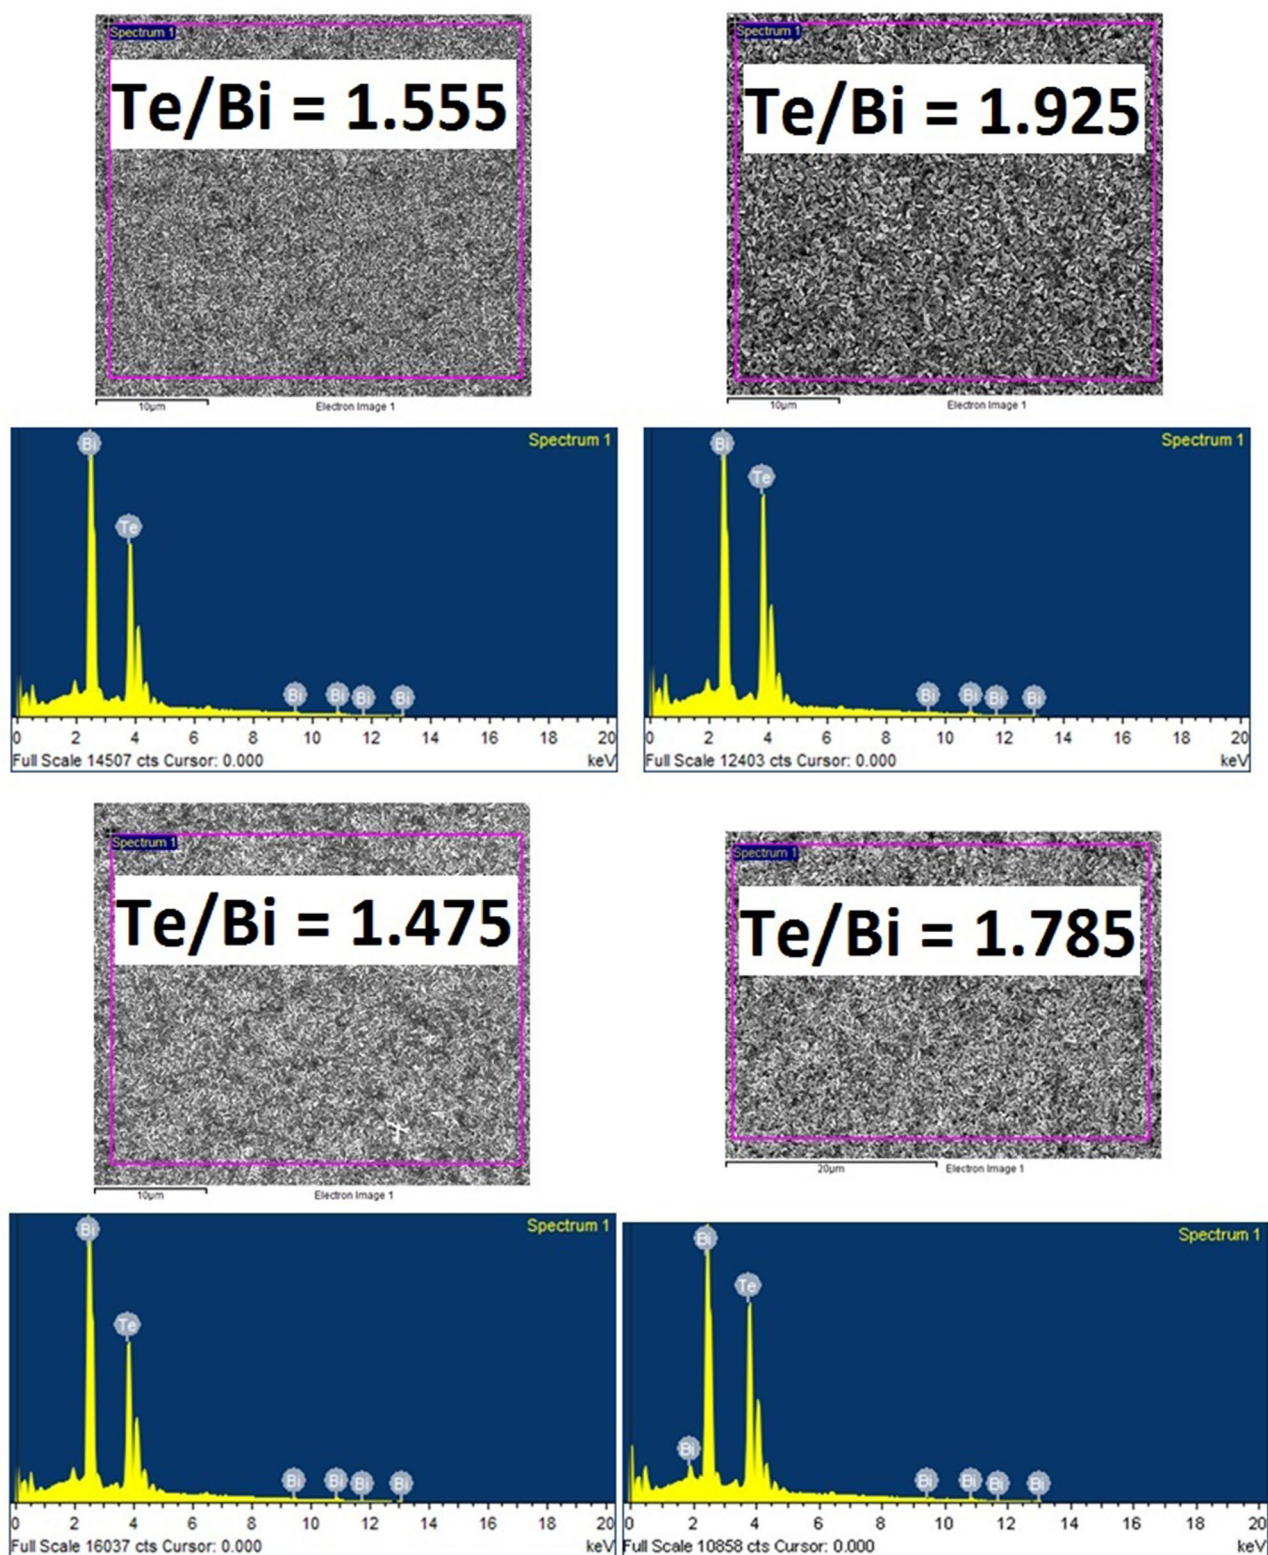 Spectrum 1
Te/Bi = 1.555
10µm
Electron Image 1
Spectrum 1
Te/Bi = 1.925
10µm
Electron Image 1
Bi
Spectrum 1
Te
Bi Bi Bi Bi
0 2 4 6 8 10 12 14 16 18 20
Full Scale 14507 cts Cursor: 0.000 keV
Bi
Spectrum 1
Te
Bi Bi Bi Bi
0 2 4 6 8 10 12 14 16 18 20
Full Scale 12403 cts Cursor: 0.000 keV
Spectrum 1
Te/Bi = 1.475
10µm
Electron Image 1
Spectrum 1
Te/Bi = 1.785
20µm
Electron Image 1
Bi
Spectrum 1
Te
Bi Bi Bi Bi
0 2 4 6 8 10 12 14 16 18 20
Full Scale 16037 cts Cursor: 0.000 keV
Bi
Spectrum 1
Te
Bi
Bi Bi Bi Bi
0 2 4 6 8 10 12 14 16 18 20
Full Scale 10858 cts Cursor: 0.000 keV